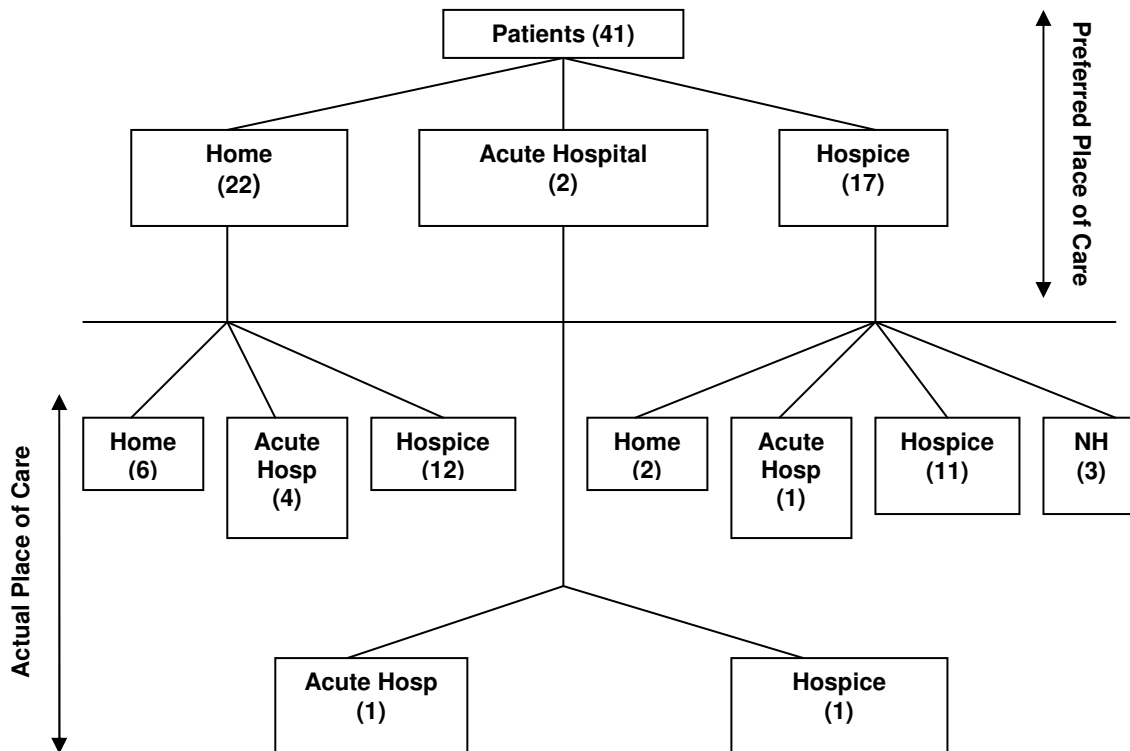 Patients (41)
Preferred Place of Care
Home
(22)
Acute Hospital
(2)
Hospice
(17)
Actual Place of Care
Home
(6)
Acute
Hosp
(4)
Hospice
(12)
Home
(2)
Acute
Hosp
(1)
Hospice
(11)
NH
(3)
Acute Hosp
(1)
Hospice
(1)